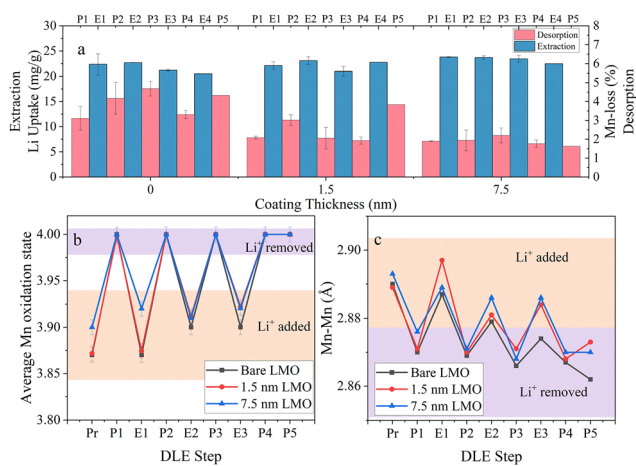 P1 E1 P2 E2 P3 E3 P4 E4 P5 P1 E1 P2 E2 P3 E3 P4 E4 P5 P1 E1 P2 E2 P3 E3 P4 E4 P5
a
Desorption
Extraction
Extraction
Li Uptake (mg/g)
30
25
20
15
10
5
0
8
7
6
5
4
3
2
1
0
Mn-loss (%)
Desorption
0 1.5 7.5
Coating Thickness (nm)
b
Average Mn oxidation state
4.00
3.95
3.90
3.85
3.80
Li⁺ removed
Li⁺ added
Bare LMO
1.5 nm LMO
7.5 nm LMO
Pr P1 E1 P2 E2 P3 E3 P4 P5
DLE Step
c
Mn-Mn (Å)
2.90
2.88
2.86
Li⁺ added
Li⁺ removed
Bare LMO
1.5 nm LMO
7.5 nm LMO
Pr P1 E1 P2 E2 P3 E3 P4 P5
DLE Step